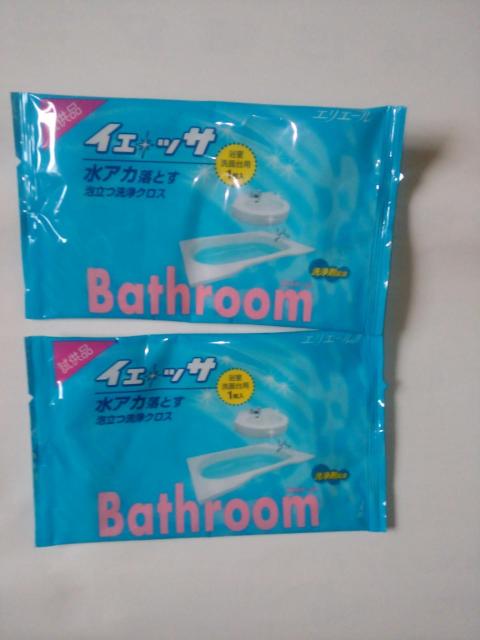 試供品
エリエール
イエッサ
水アカ落とす
泡立つ洗浄クロス
浴室
洗面台用
1枚入
洗浄剤配合
Bathroom
試供品
エリエール
イエッサ
水アカ落とす
泡立つ洗浄クロス
浴室
洗面台用
1枚入
洗浄剤配合
Bathroom